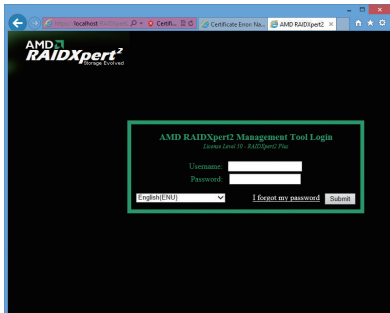 localhost
Certifi...
Certificate Error: Na...
AMD RAIDXpert2
AMD
RAIDXpert2
Storage Evolved
AMD RAIDXpert2 Management Tool Login
License Level 10 - RAIDXpert2 Plus
Username:
Password:
English(ENU)
I forgot my password
Submit